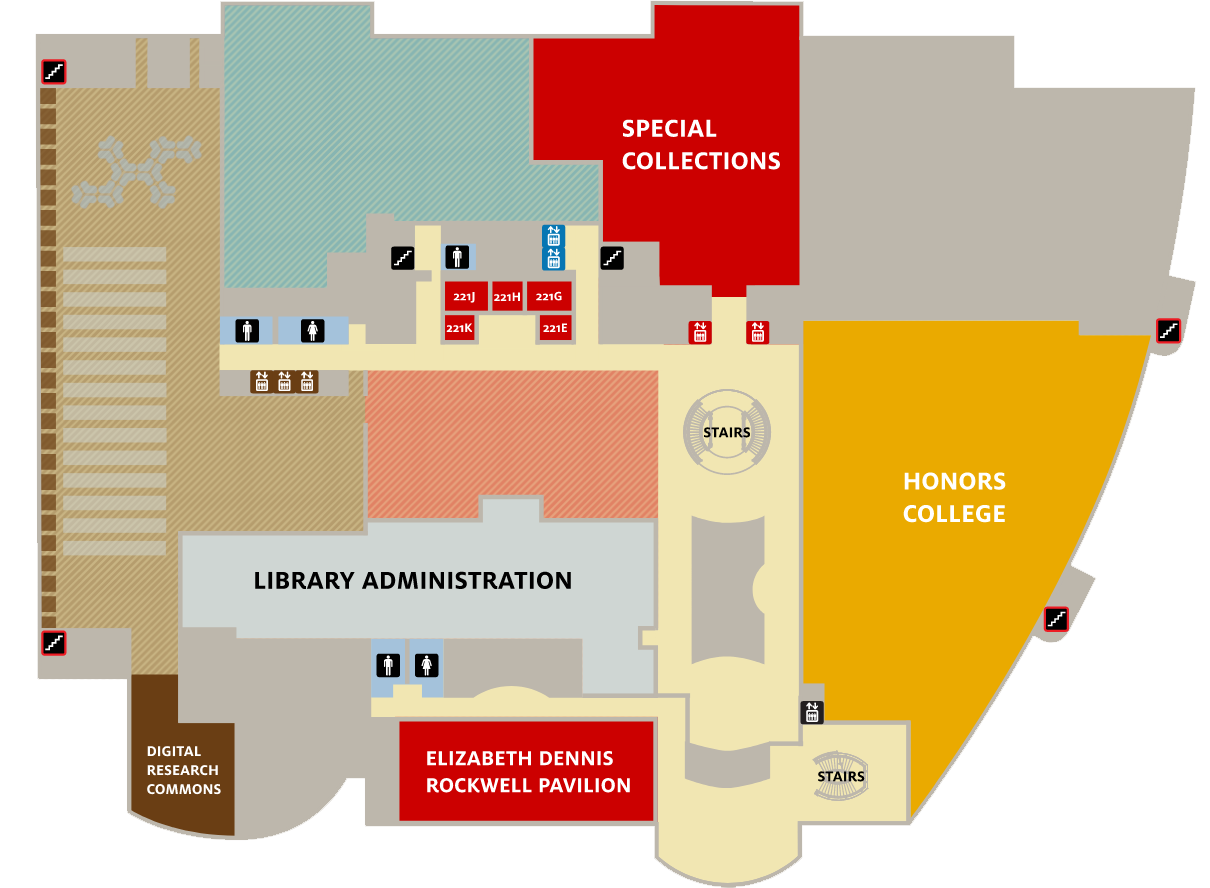 SPECIAL
COLLECTIONS
221J
221H
221G
221K
221E
STAIRS
HONORS
COLLEGE
LIBRARY ADMINISTRATION
DIGITAL
RESEARCH
COMMONS
ELIZABETH DENNIS
ROCKWELL PAVILION
STAIRS